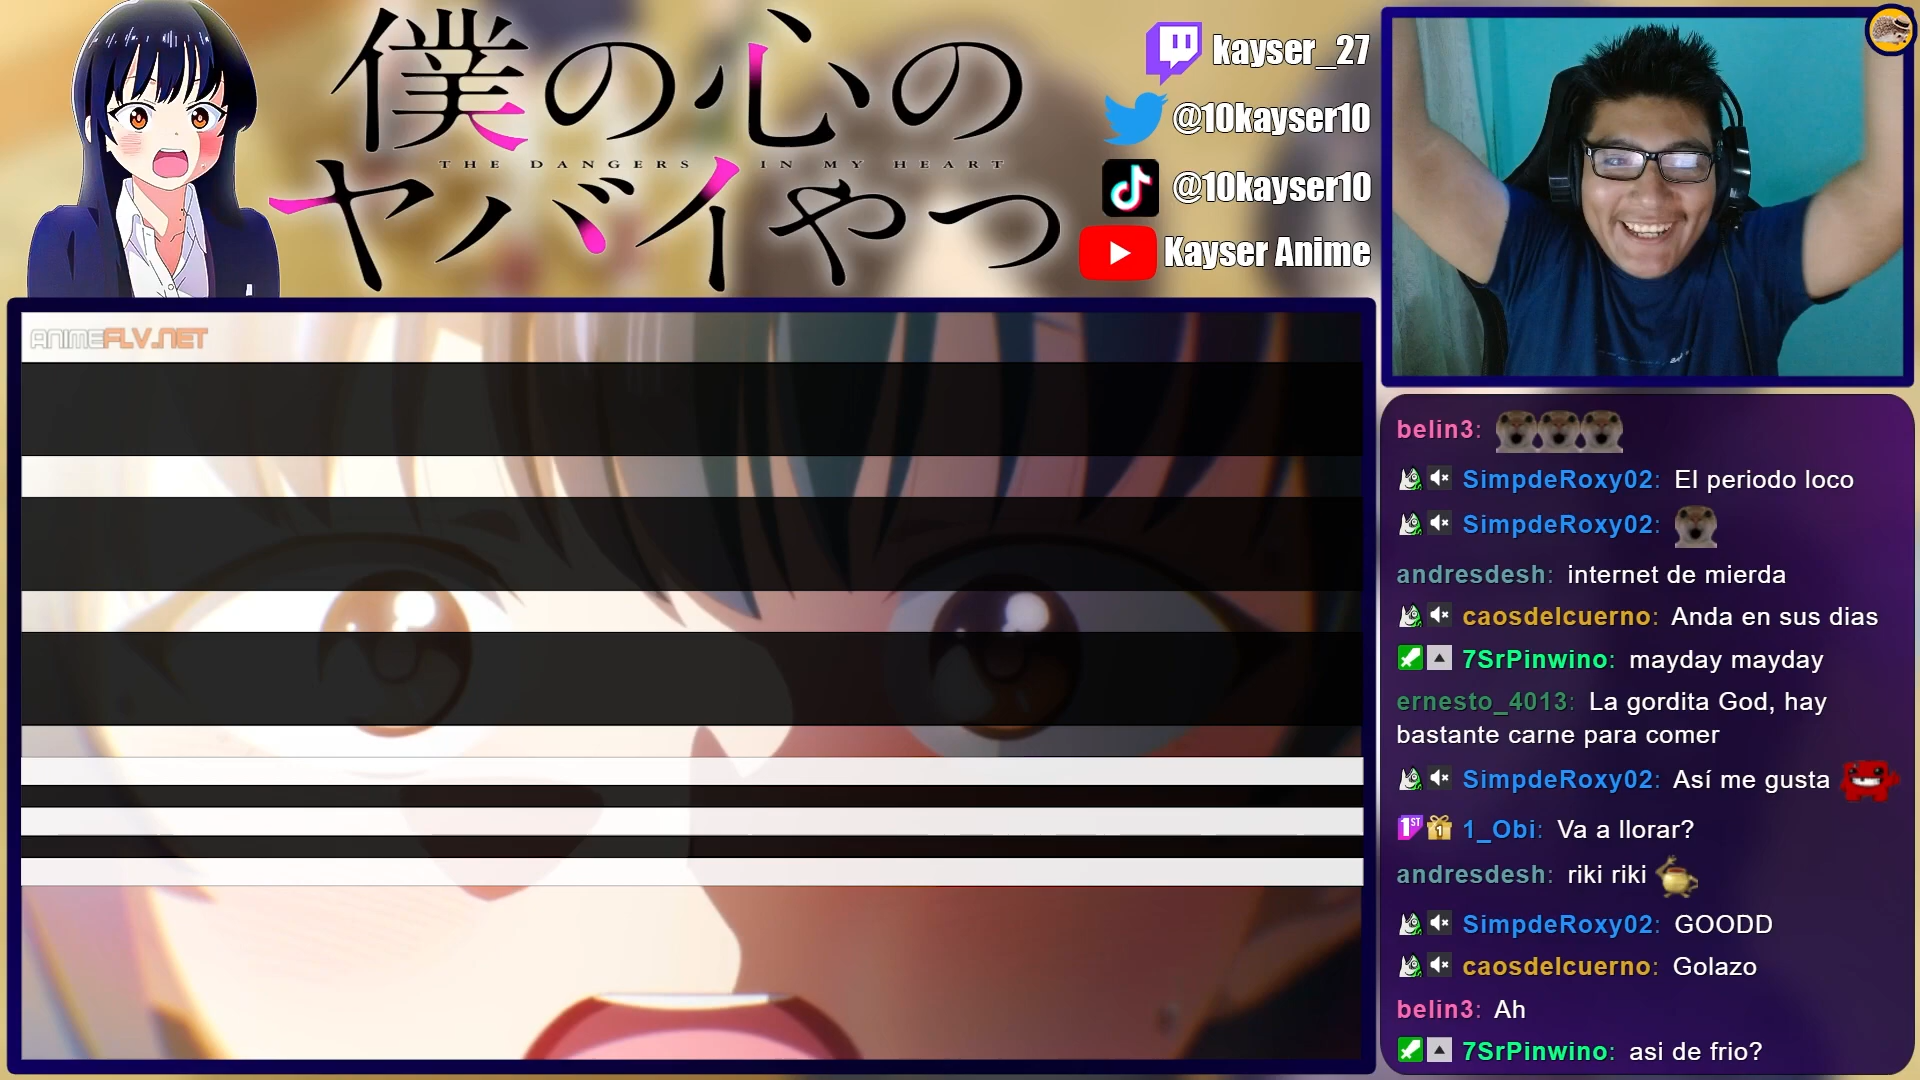 僕の心の
THE DANGERS IN MY HEART
ヤバイやつ
kayser_27
@10kayser10
@10kayser10
Kayser Anime
ANIMEFLV.NET
belin3:
SimpdeRoxy02: El periodo loco
SimpdeRoxy02:
andresdesh: internet de mierda
caosdelcuerno: Anda en sus dias
7SrPinwino: mayday mayday
ernesto_4013: La gordita God, hay
bastante carne para comer
SimpdeRoxy02: Así me gusta
1ST 1 1_Obi: Va a llorar?
andresdesh: riki riki
SimpdeRoxy02: GOODD
caosdelcuerno: Golazo
belin3: Ah
7SrPinwino: asi de frio?